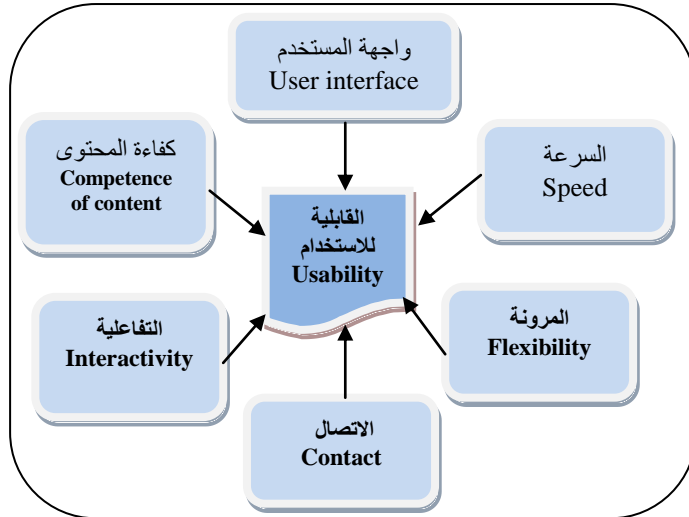 واجهة المستخدم
User interface
كفاءة المحتوى
Competence
of content
السرعة
Speed
القابلية
للاستخدام
Usability
التفاعلية
Interactivity
المرونة
Flexibility
الاتصال
Contact